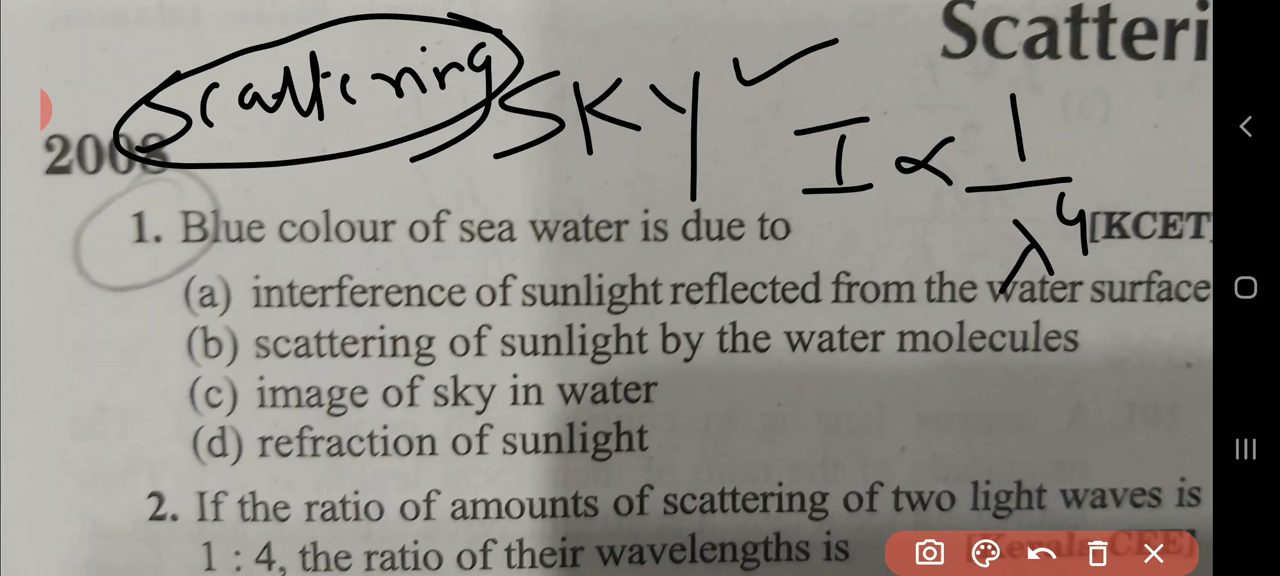 Scatteri
scattering SKY ✓ I ∝ 1/λ⁴
2008
1. Blue colour of sea water is due to [KCET]
(a) interference of sunlight reflected from the water surface
(b) scattering of sunlight by the water molecules
(c) image of sky in water
(d) refraction of sunlight
2. If the ratio of amounts of scattering of two light waves is
1 : 4, the ratio of their wavelengths is [Kerala CEE]